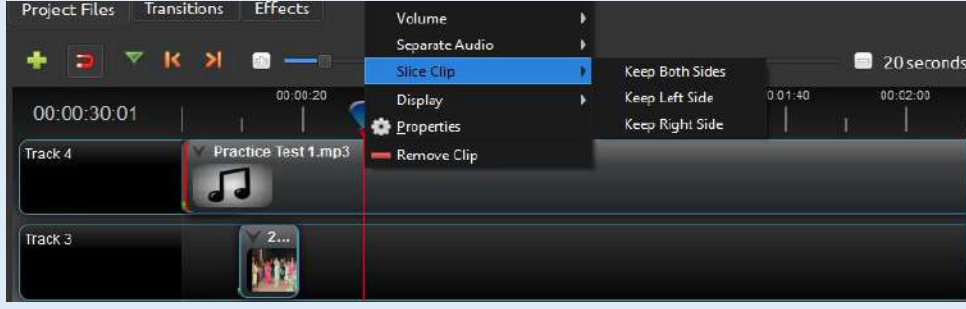 Project Files Transitions Effects
Volume
Separate Audio
Slice Clip
Keep Both Sides
Keep Left Side
Keep Right Side
Display
Properties
Remove Clip
20 seconds
00:00:30:01
00:00:20
0:01:40
00:02:00
Track 4
Practice Test 1.mp3
Track 3
2...